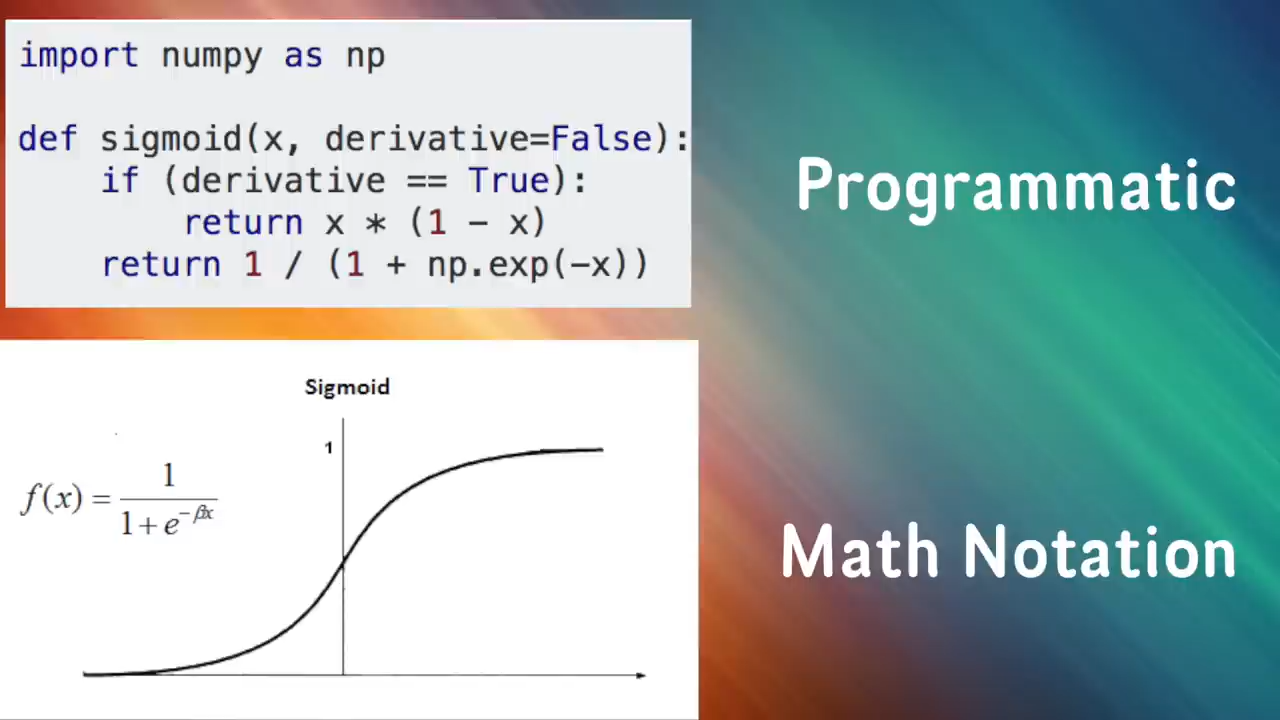 import numpy as np
def sigmoid(x, derivative=False):
    if (derivative == True):
        return x * (1 - x)
    return 1 / (1 + np.exp(-x))
Programmatic
Sigmoid
1
f(x) = 1 / (1 + e^{-βx})
Math Notation